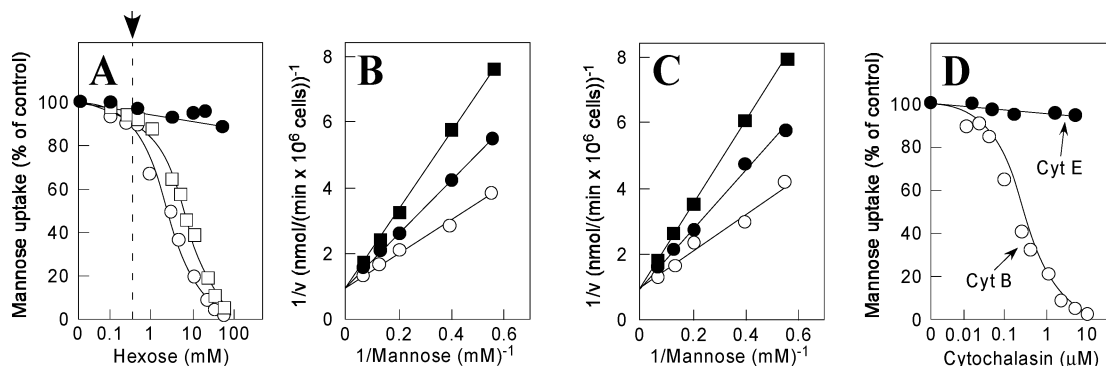 A
Mannose uptake (% of control)
100
80
60
40
20
0
0 0.1 1 10 100
Hexose (mM)
B
1/v (nmol/(min x 10⁶ cells))⁻¹
8
6
4
2
0
0 0.2 0.4 0.6
1/Mannose (mM)⁻¹
C
1/v (nmol/(min x 10⁶ cells))⁻¹
8
6
4
2
0
0 0.2 0.4 0.6
1/Mannose (mM)⁻¹
D
Mannose uptake (% of control)
100
80
60
40
20
0
Cyt E
Cyt B
0 0.01 0.1 1 10
Cytochalasin (μM)